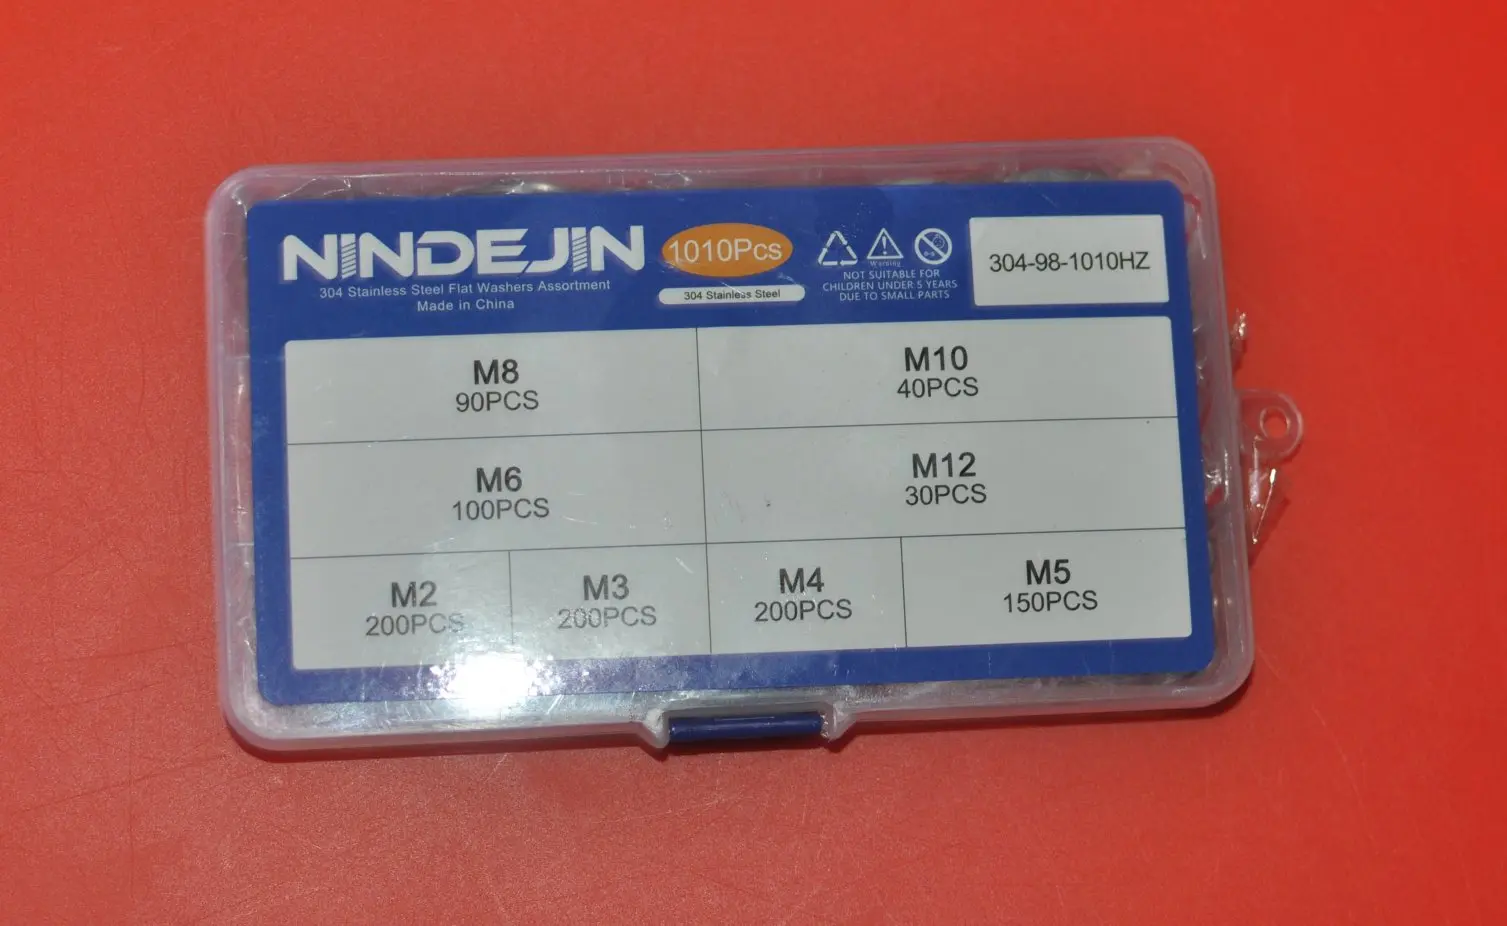 NINDEJIN
304 Stainless Steel Flat Washers Assortment
Made in China
1010Pcs
304 Stainless Steel
Warning
NOT SUITABLE FOR
CHILDREN UNDER 5 YEARS
DUE TO SMALL PARTS
304-98-1010HZ
M8
90PCS
M10
40PCS
M6
100PCS
M12
30PCS
M2
200PCS
M3
200PCS
M4
200PCS
M5
150PCS